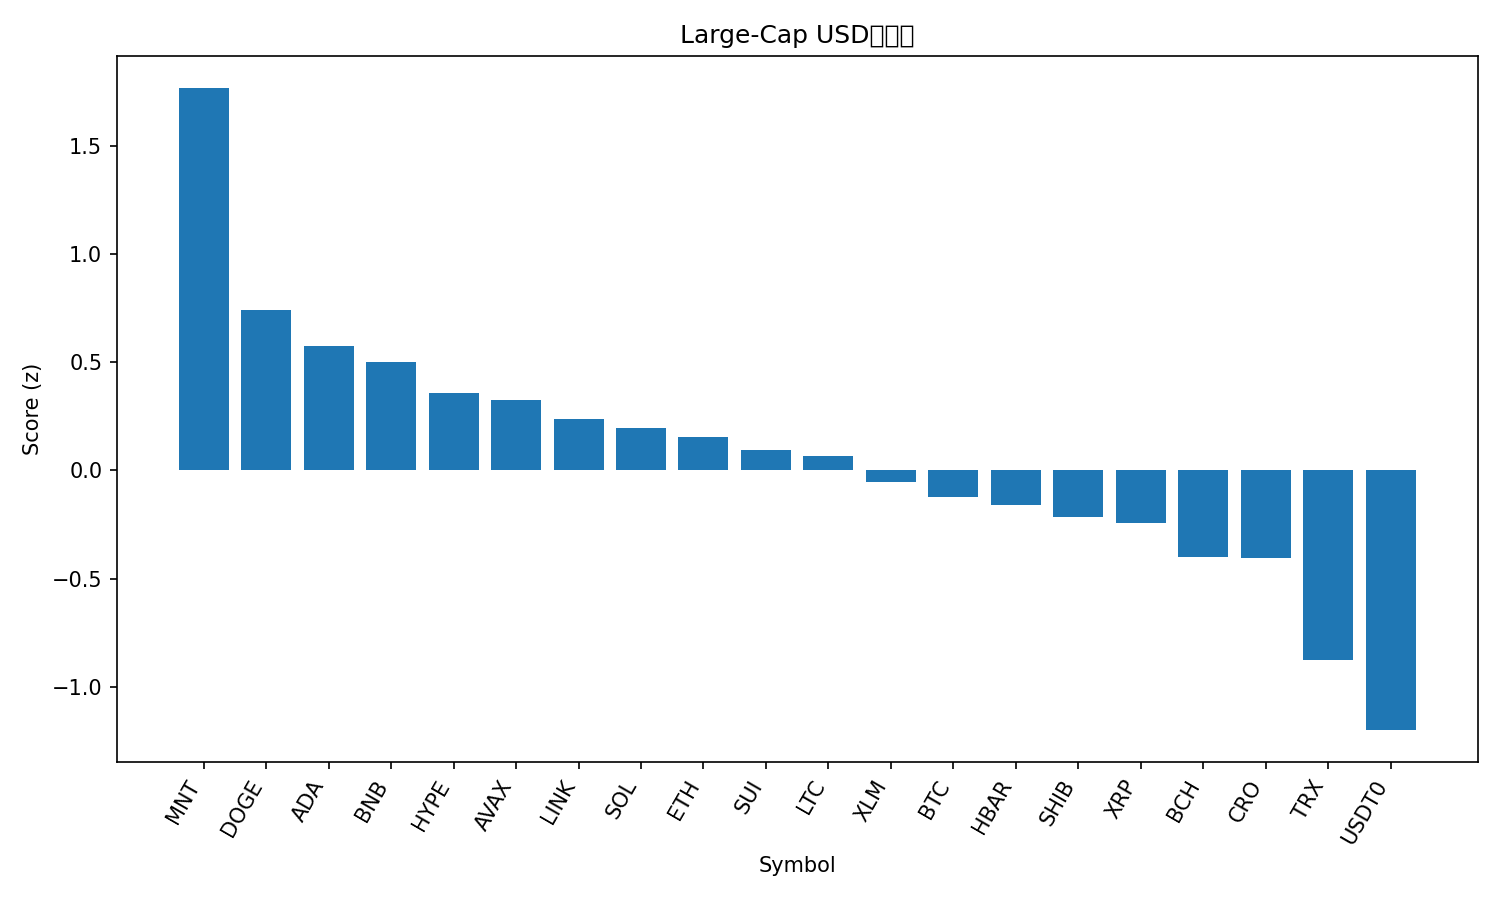 Large-Cap USD
Score (z)
1.5
1.0
0.5
0.0
−0.5
−1.0
MNT
DOGE
ADA
BNB
HYPE
AVAX
LINK
SOL
ETH
SUI
LTC
XLM
BTC
HBAR
SHIB
XRP
BCH
CRO
TRX
USDT0
Symbol